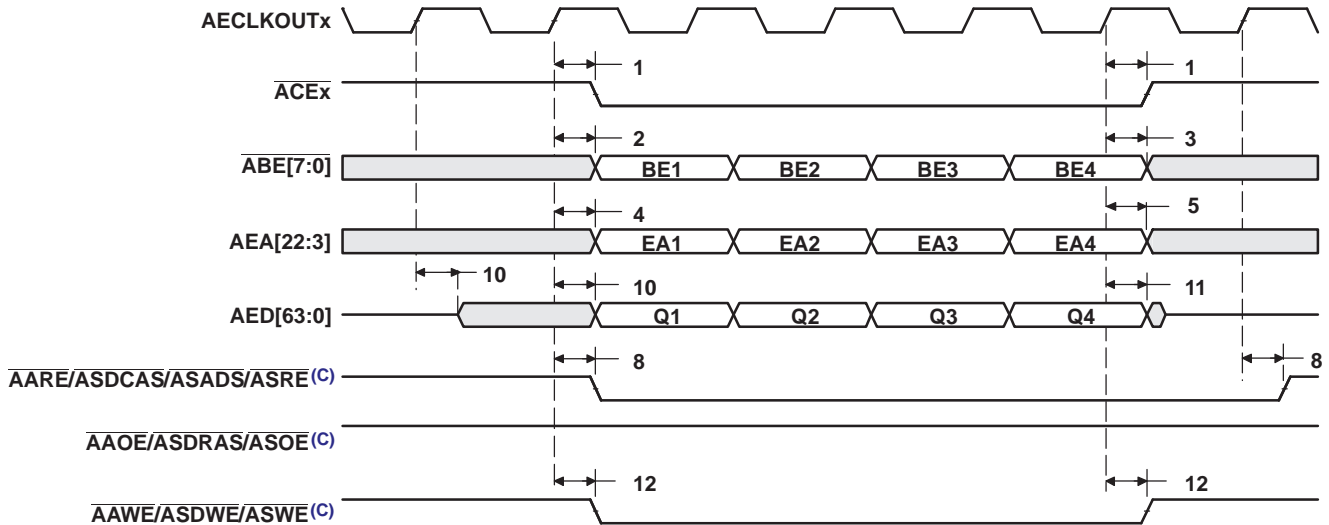 AECLKOUTx
1 1
ACEx
2 3
ABE[7:0] BE1 BE2 BE3 BE4
4 5
AEA[22:3] EA1 EA2 EA3 EA4
10 10 11
AED[63:0] Q1 Q2 Q3 Q4
8 8
AARE/ASDCAS/ASADS/ASRE(C)
AAOE/ASDRAS/ASOE(C)
12 12
AAWE/ASDWE/ASWE(C)